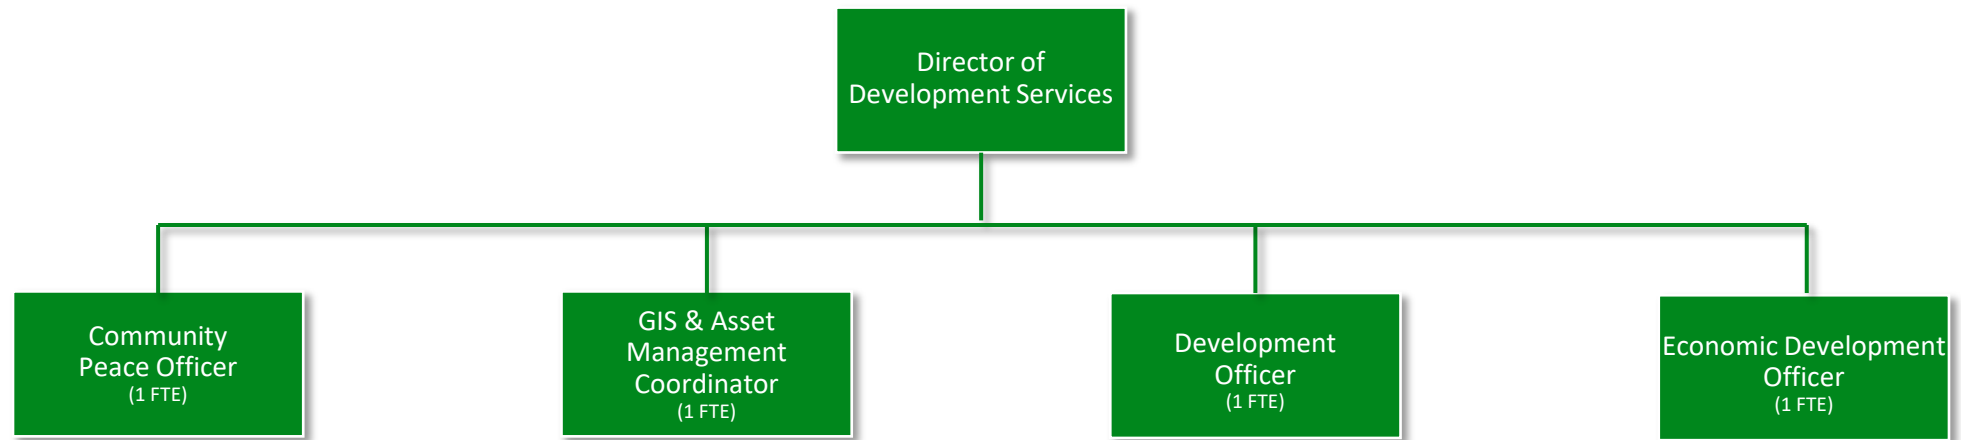 Director of
Development Services
Community
Peace Officer
(1 FTE)
GIS & Asset
Management
Coordinator
(1 FTE)
Development
Officer
(1 FTE)
Economic Development
Officer
(1 FTE)